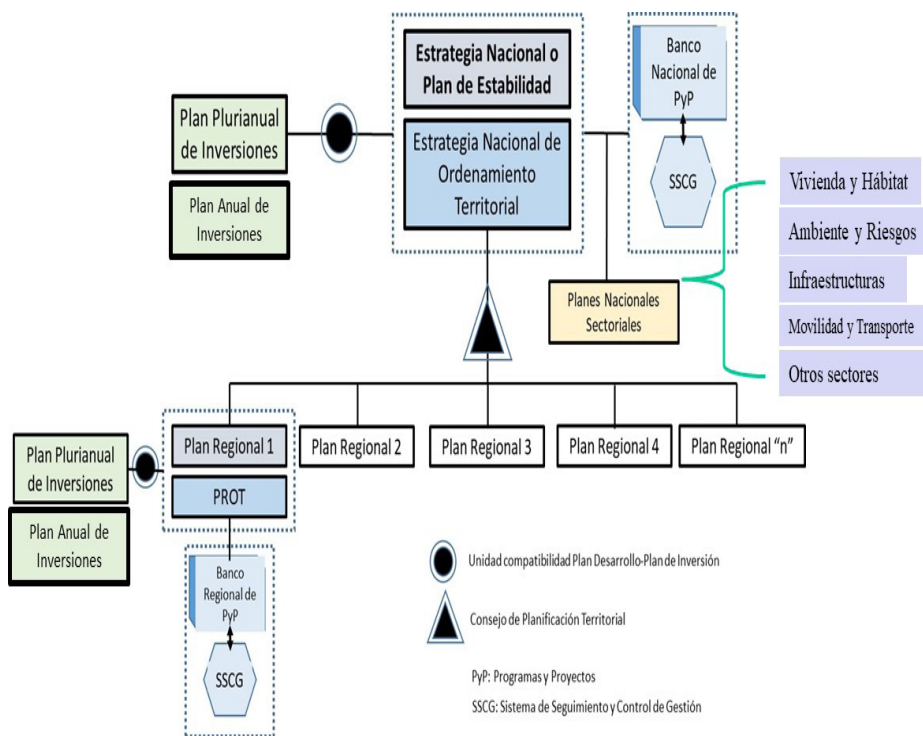 Estrategia Nacional o
Plan de Estabilidad
Estrategia Nacional de
Ordenamiento
Territorial
Plan Plurianual
de Inversiones
Plan Anual de
Inversiones
Banco
Nacional de
PyP
SSCG
Planes Nacionales
Sectoriales
Vivienda y Hábitat
Ambiente y Riesgos
Infraestructuras
Movilidad y Transporte
Otros sectores
Plan Regional 1
Plan Regional 2
Plan Regional 3
Plan Regional 4
Plan Regional “n”
PROT
Plan Plurianual
de Inversiones
Plan Anual de
Inversiones
Banco
Regional de
PyP
SSCG
Unidad compatibilidad Plan Desarrollo-Plan de Inversión
Consejo de Planificación Territorial
PyP: Programas y Proyectos
SSCG: Sistema de Seguimiento y Control de Gestión